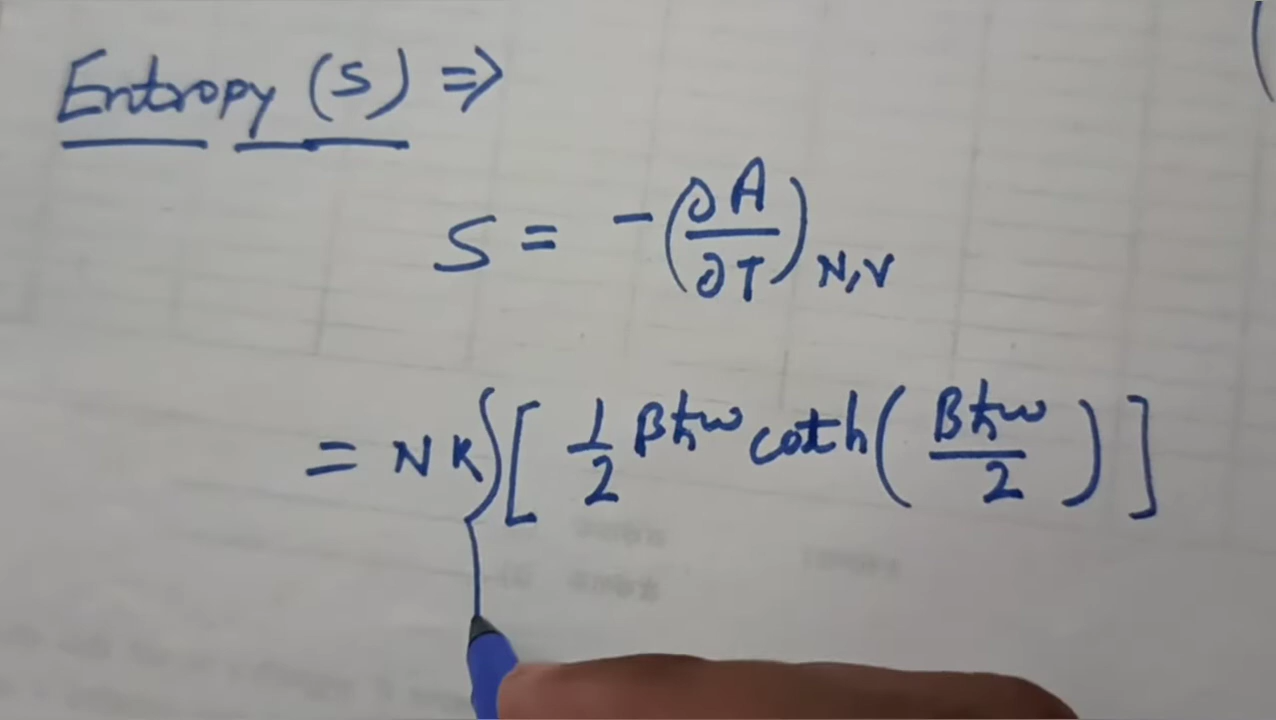 Entropy (S) ⇒
S = -(∂A/∂T)N,V
= NK{[1/2 βħω coth(βħω/2)]